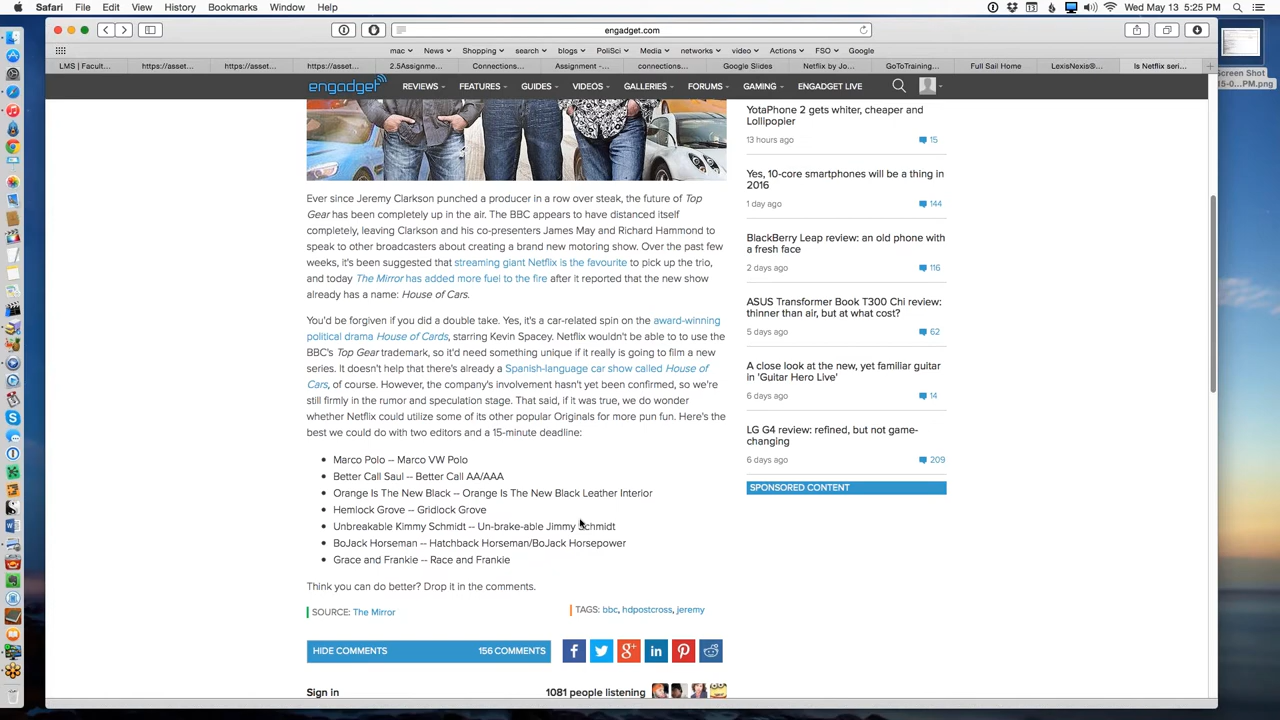 Safari File Edit View History Bookmarks Window Help
Wed May 13 5:25 PM
engadget.com
mac News Shopping search blogs PoliSci Media networks video Actions FSO Google
LMS | Facult... https://asset... https://asset... https://asset... 2.5Assignme... Connections... Assignment -... connections... Google Slides Netflix by Jo... GoToTraining... Full Sail Home LexisNexis®... Is Netflix seri...
Screen Shot
PM.png
engadget REVIEWS FEATURES GUIDES VIDEOS GALLERIES FORUMS GAMING ENGADGET LIVE
Ever since Jeremy Clarkson punched a producer in a row over steak, the future of Top
Gear has been completely up in the air. The BBC appears to have distanced itself
completely, leaving Clarkson and his co-presenters James May and Richard Hammond to
speak to other broadcasters about creating a brand new motoring show. Over the past few
weeks, it's been suggested that streaming giant Netflix is the favourite to pick up the trio,
and today The Mirror has added more fuel to the fire after it reported that the new show
already has a name: House of Cars.
You'd be forgiven if you did a double take. Yes, it's a car-related spin on the award-winning
political drama House of Cards, starring Kevin Spacey. Netflix wouldn't be able to to use the
BBC's Top Gear trademark, so it'd need something unique if it really is going to film a new
series. It doesn't help that there's already a Spanish-language car show called House of
Cars, of course. However, the company's involvement hasn't yet been confirmed, so we're
still firmly in the rumor and speculation stage. That said, if it was true, we do wonder
whether Netflix could utilize some of its other popular Originals for more pun fun. Here's the
best we could do with two editors and a 15-minute deadline:
Marco Polo -- Marco VW Polo
Better Call Saul -- Better Call AA/AAA
Orange Is The New Black -- Orange Is The New Black Leather Interior
Hemlock Grove -- Gridlock Grove
Unbreakable Kimmy Schmidt -- Un-brake-able Jimmy Schmidt
BoJack Horseman -- Hatchback Horseman/BoJack Horsepower
Grace and Frankie -- Race and Frankie
Think you can do better? Drop it in the comments.
SOURCE: The Mirror
TAGS: bbc, hdpostcross, jeremy
HIDE COMMENTS 156 COMMENTS
Sign in 1081 people listening
YotaPhone 2 gets whiter, cheaper and
Lollipopier
13 hours ago 15
Yes, 10-core smartphones will be a thing in
2016
1 day ago 144
BlackBerry Leap review: an old phone with
a fresh face
2 days ago 116
ASUS Transformer Book T300 Chi review:
thinner than air, but at what cost?
5 days ago 62
A close look at the new, yet familiar guitar
in 'Guitar Hero Live'
6 days ago 14
LG G4 review: refined, but not game-
changing
6 days ago 209
SPONSORED CONTENT